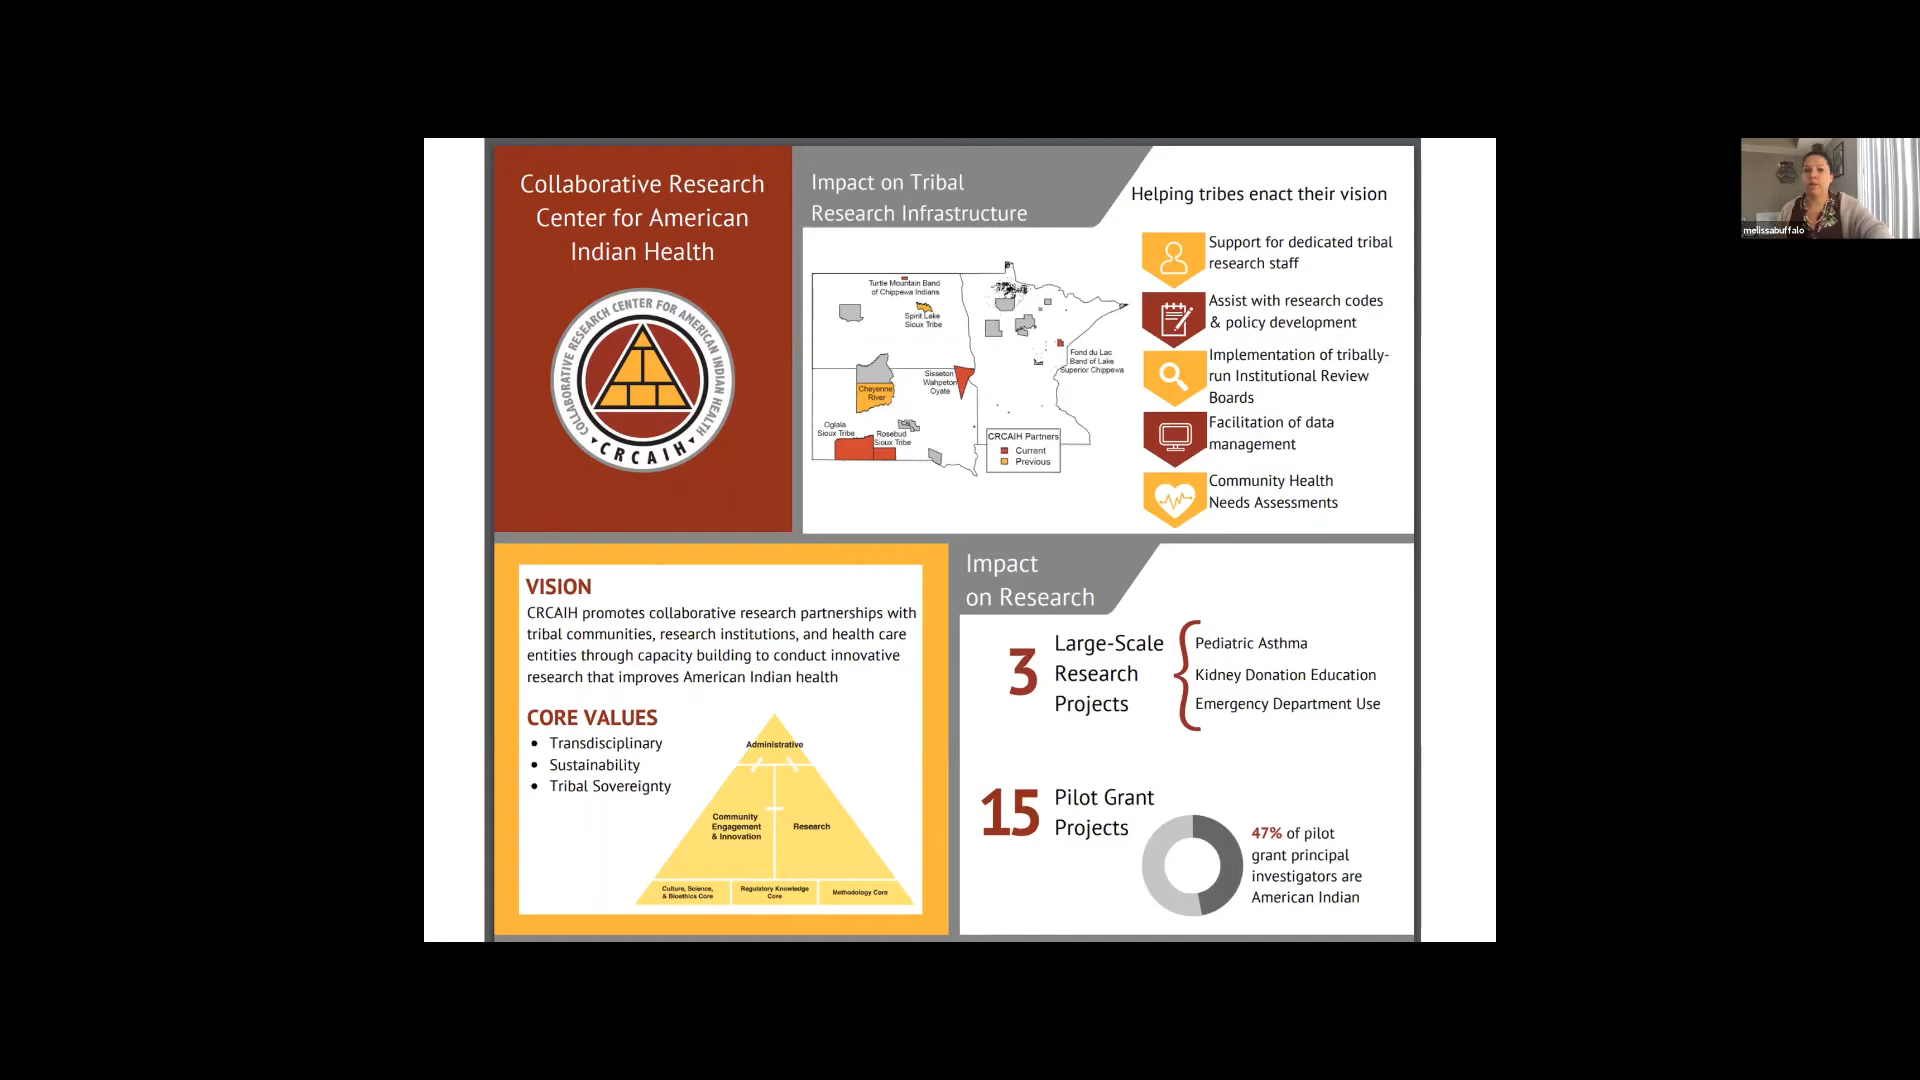 Collaborative Research
Center for American
Indian Health
COLLABORATIVE RESEARCH CENTER FOR AMERICAN INDIAN HEALTH
CRCAIH
Impact on Tribal
Research Infrastructure
Turtle Mountain Band
of Chippewa Indians
Spirit Lake
Sioux Tribe
Fond du Lac
Band of Lake
Superior Chippewa
Sisseton
Wahpeton
Oyate
Cheyenne
River
Oglala
Sioux Tribe
Rosebud
Sioux Tribe
CRCAIH Partners
Current
Previous
Helping tribes enact their vision
Support for dedicated tribal
research staff
Assist with research codes
& policy development
Implementation of tribally-
run Institutional Review
Boards
Facilitation of data
management
Community Health
Needs Assessments
melissabuffalo
VISION
CRCAIH promotes collaborative research partnerships with
tribal communities, research institutions, and health care
entities through capacity building to conduct innovative
research that improves American Indian health
CORE VALUES
• Transdisciplinary
• Sustainability
• Tribal Sovereignty
Administrative
Community
Engagement
& Innovation
Research
Culture, Science,
& Bioethics Core
Regulatory Knowledge
Core
Methodology Core
Impact
on Research
3
Large-Scale
Research
Projects
Pediatric Asthma
Kidney Donation Education
Emergency Department Use
15
Pilot Grant
Projects
47% of pilot
grant principal
investigators are
American Indian